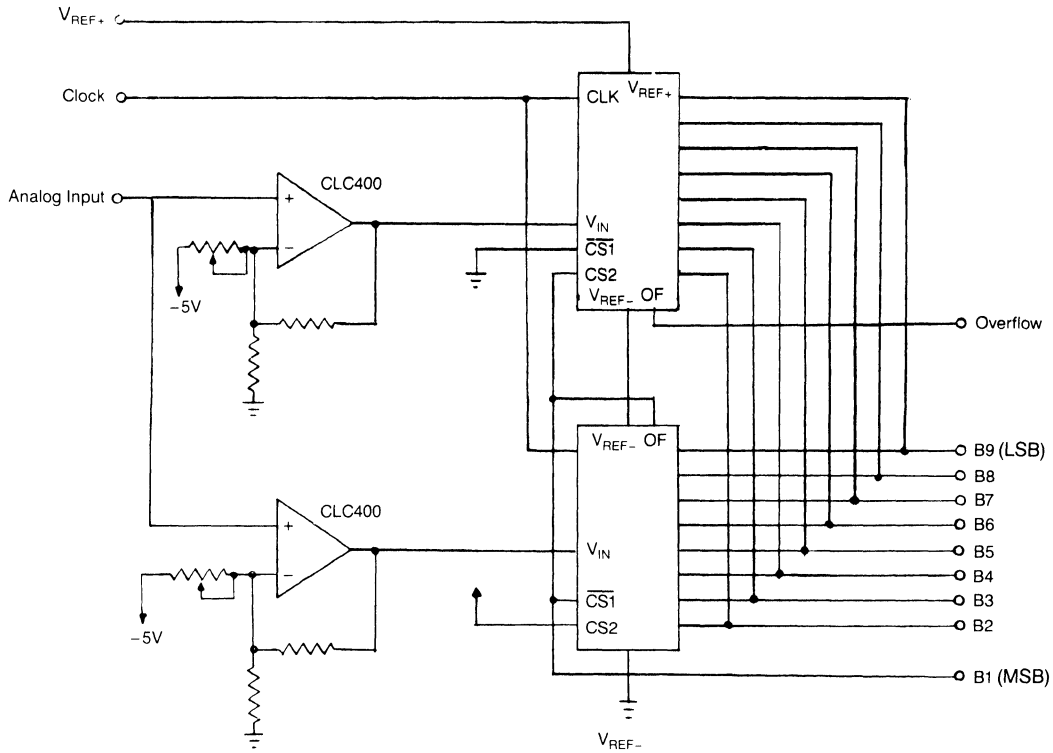 VREF+
Clock
CLK
VREF+
CLC400
Analog Input
+
−
VIN
CS1
CS2
−5V
VREF− OF
Overflow
VREF− OF
B9 (LSB)
B8
B7
CLC400
+
B6
VIN
B5
−
B4
CS1
B3
−5V
CS2
B2
B1 (MSB)
VREF−